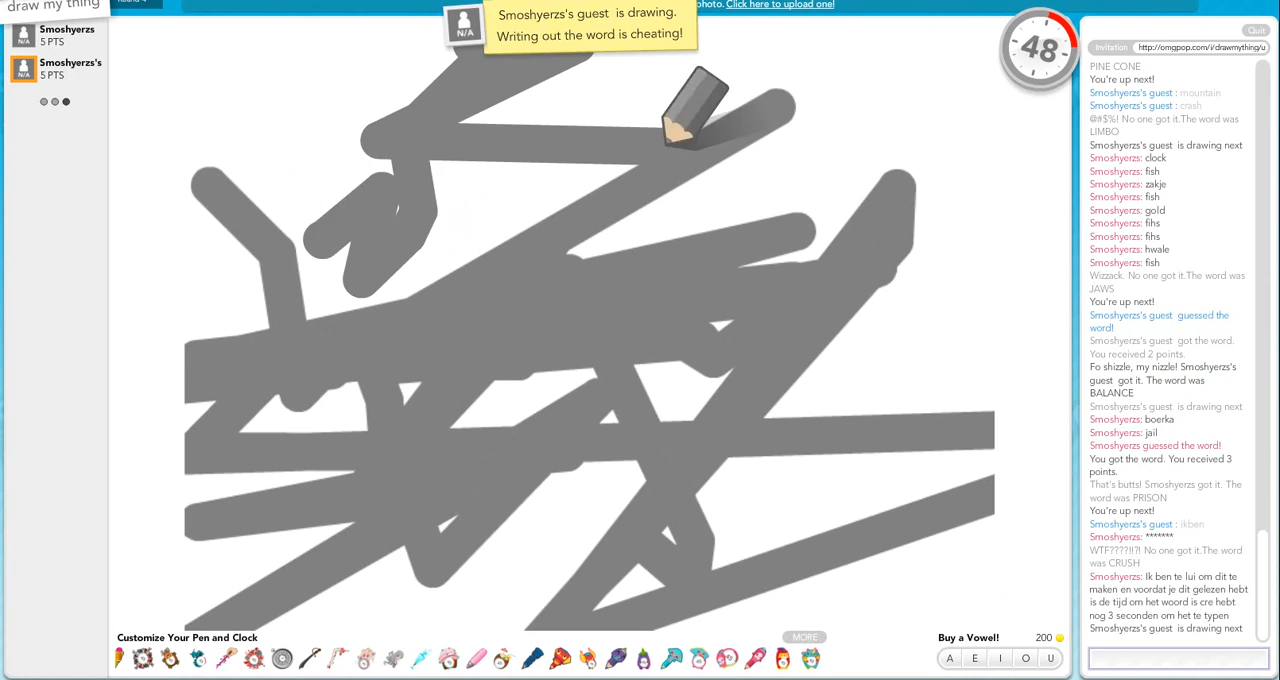 draw my thing
photo. Click here to upload one!
Smoshyerzs's guest is drawing.
Writing out the word is cheating!
N/A
48
N/A
Smoshyerzs
5 PTS
N/A
Smoshyerzs's
5 PTS
Quit
Invitation http://omgpop.com/i/drawmything/u
PINE CONE
You're up next!
Smoshyerzs's guest : mountain
Smoshyerzs's guest : crash
@#$%! No one got it.The word was
LIMBO
Smoshyerzs's guest is drawing next
Smoshyerzs: clock
Smoshyerzs: fish
Smoshyerzs: zakje
Smoshyerzs: fish
Smoshyerzs: gold
Smoshyerzs: fihs
Smoshyerzs: fihs
Smoshyerzs: hwale
Smoshyerzs: fish
Wizzack. No one got it.The word was
JAWS
You're up next!
Smoshyerzs's guest guessed the
word!
Smoshyerzs's guest got the word.
You received 2 points.
Fo shizzle, my nizzle! Smoshyerzs's
guest got it. The word was
BALANCE
Smoshyerzs's guest is drawing next
Smoshyerzs: boerka
Smoshyerzs: jail
Smoshyerzs guessed the word!
You got the word. You received 3
points.
That's butts! Smoshyerzs got it. The
word was PRISON
You're up next!
Smoshyerzs's guest : ikben
Smoshyerzs: *******
WTF????!!?! No one got it.The word
was CRUSH
Smoshyerzs: Ik ben te lui om dit te
maken en voordat je dit gelezen hebt
is de tijd om het woord is cre hebt
nog 3 seconden om het te typen
Smoshyerzs's guest is drawing next
Customize Your Pen and Clock
MORE
Buy a Vowel! 200
A E I O U